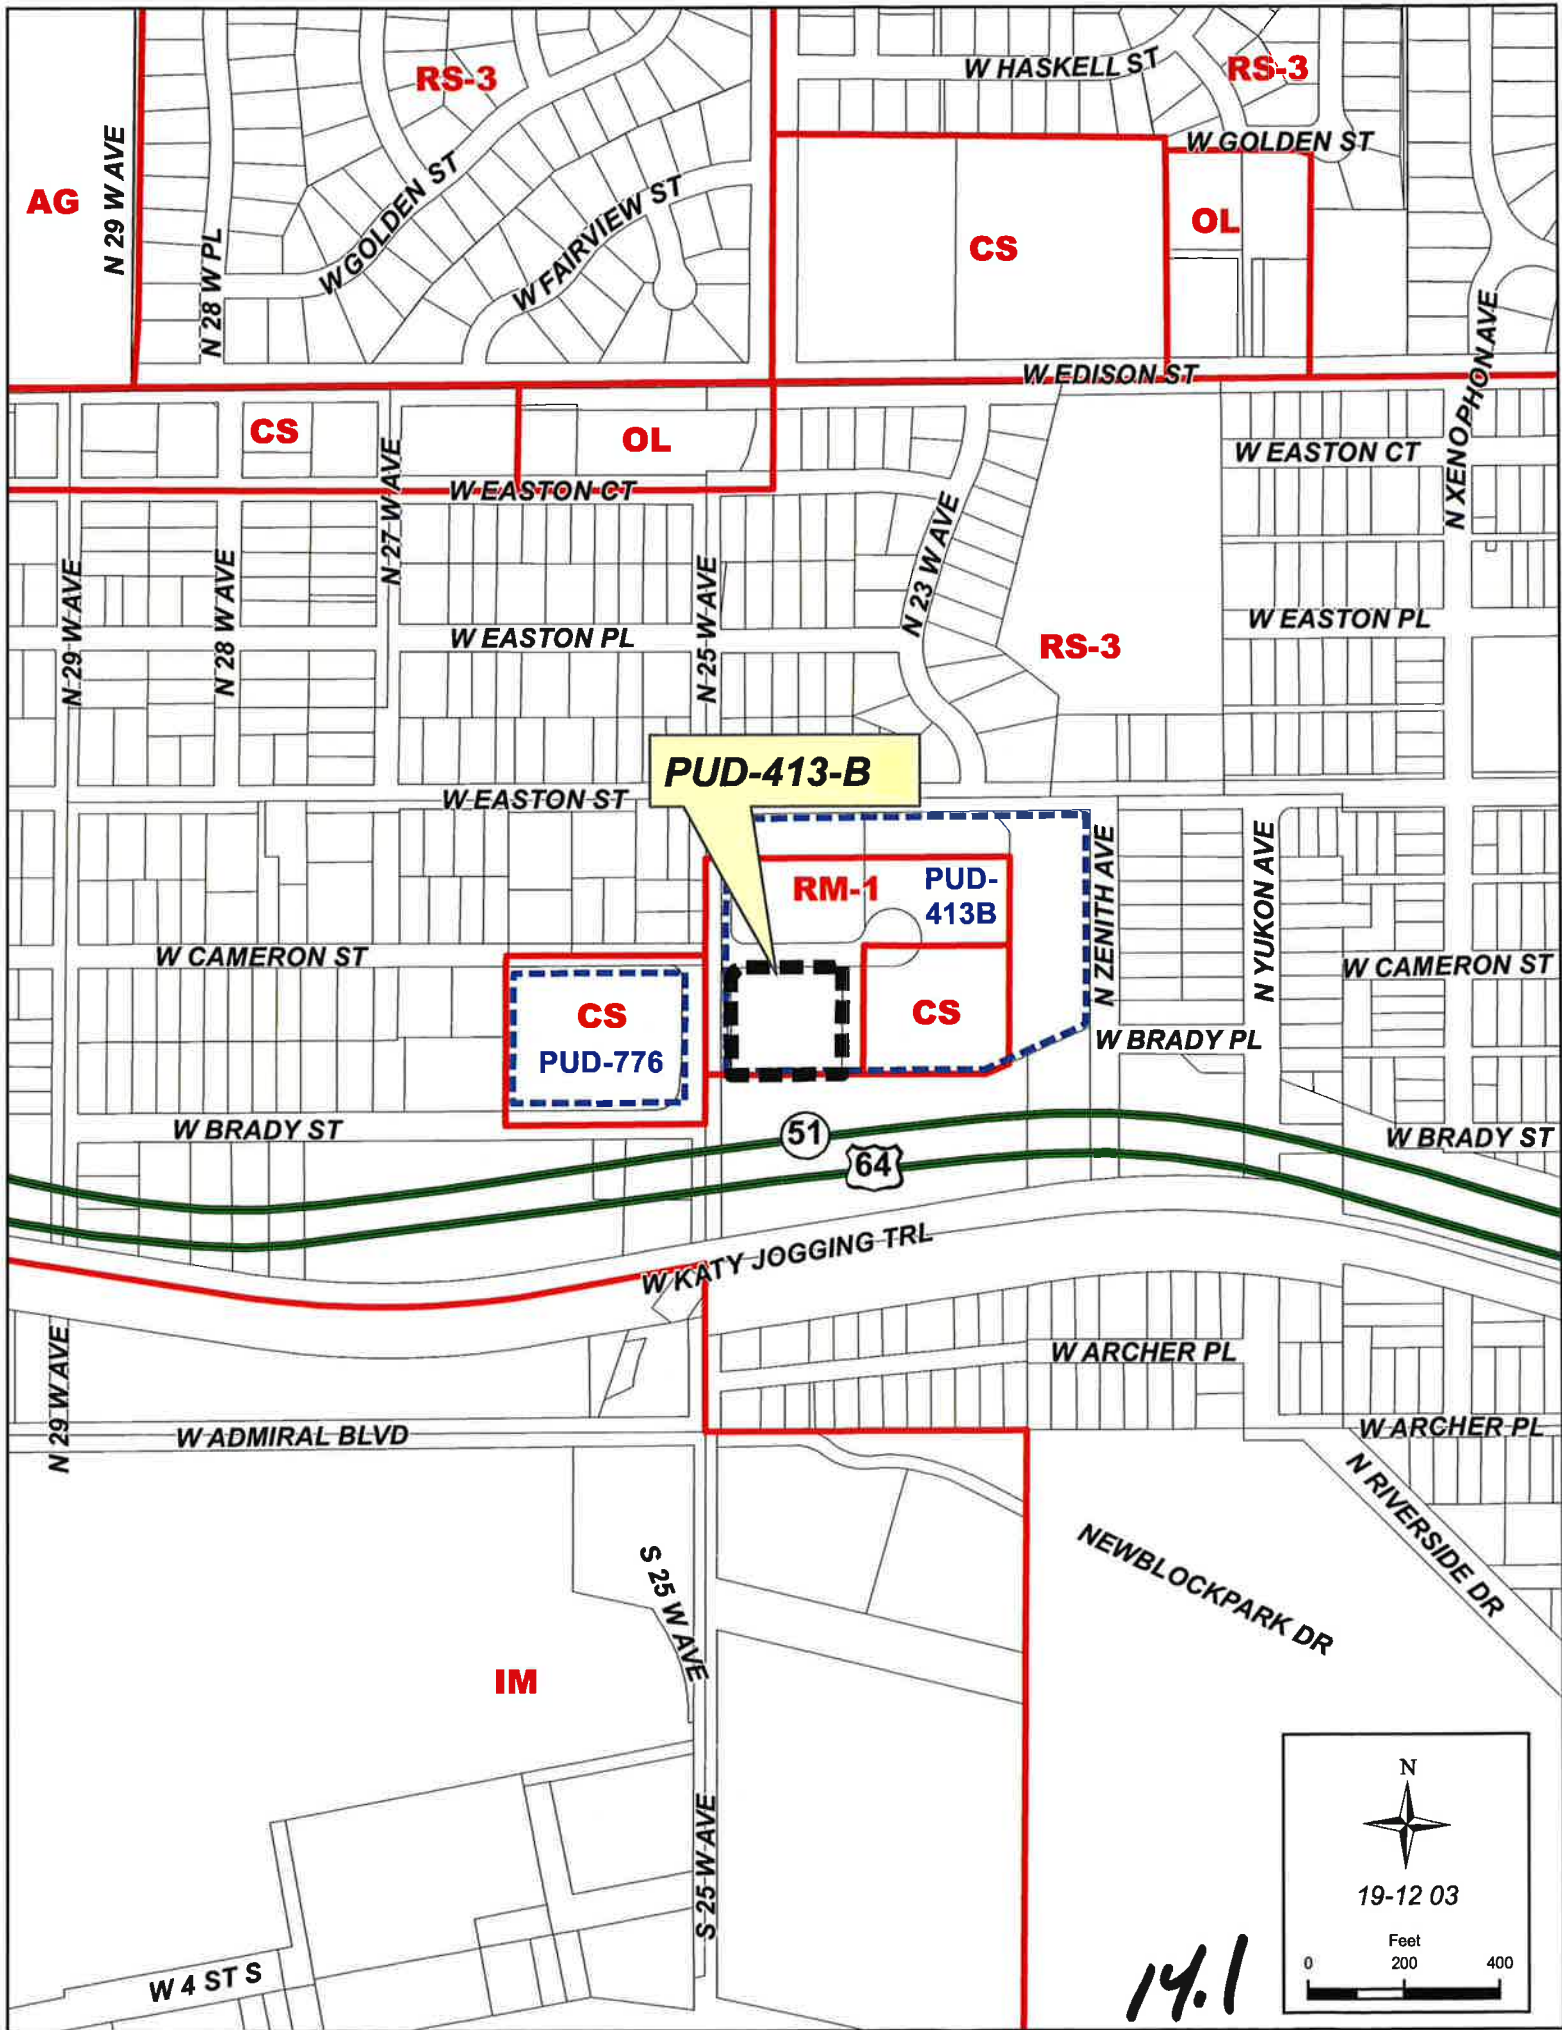 W HASKELL ST
RS-3
RS-3
W GOLDEN ST
N 29 W AVE
AG
W GOLDEN ST
W FAIRVIEW ST
OL
CS
N 28 W PL
N XENOPHON AVE
W EDISON ST
CS
OL
W EASTON CT
N 27 W AVE
W EASTON CT
N 23 W AVE
N 29 W AVE
N 28 W AVE
N 25 W AVE
W EASTON PL
W EASTON PL
RS-3
PUD-413-B
W EASTON ST
N ZENITH AVE
N YUKON AVE
RM-1
PUD-
413B
W CAMERON ST
W CAMERON ST
CS
PUD-776
CS
W BRADY PL
W BRADY ST
51
W BRADY ST
64
W KATY JOGGING TRL
N 29 W AVE
W ARCHER PL
W ADMIRAL BLVD
W ARCHER PL
N RIVERSIDE DR
S 25 W AVE
NEWBLOCKPARK DR
IM
S 25 W AVE
N
19-12 03
Feet
0 200 400
W 4 ST S
14.1